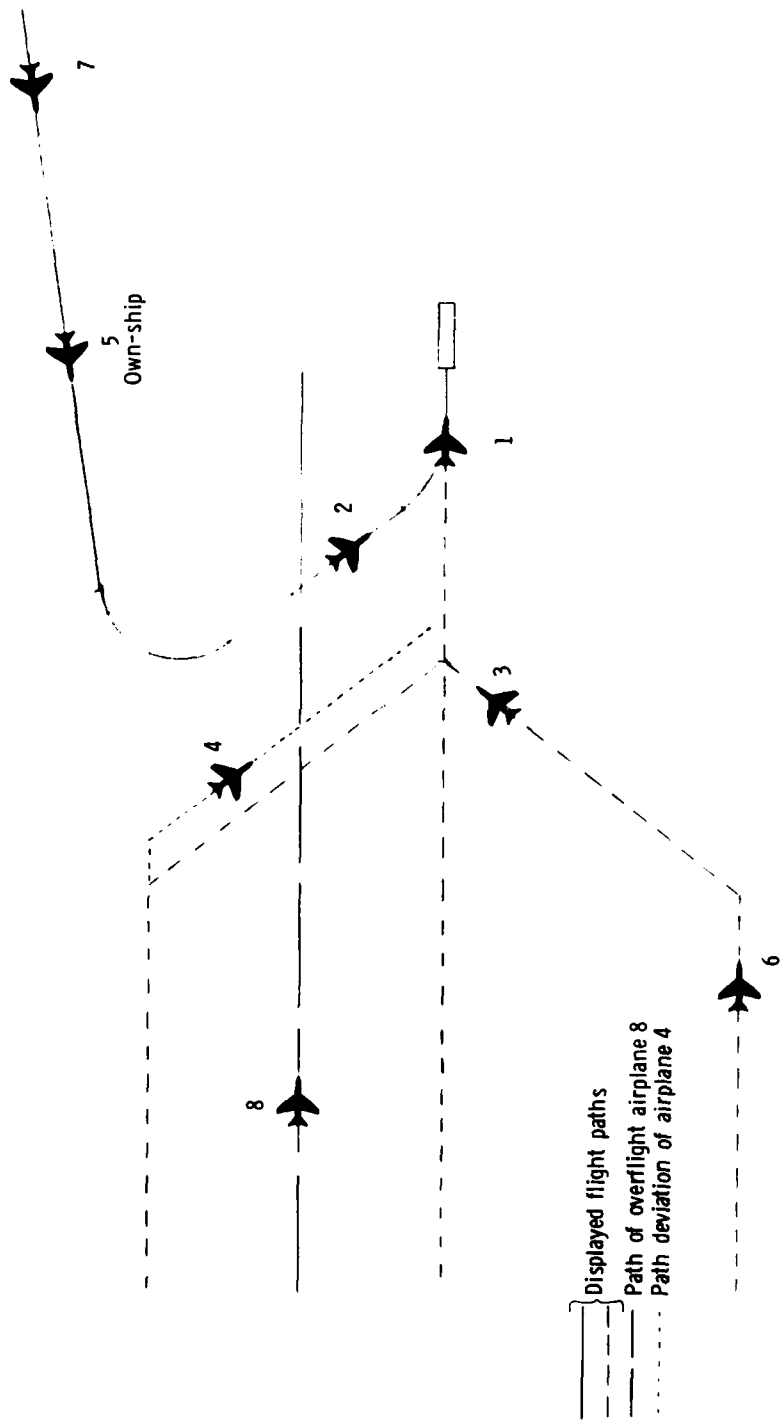 7
5
Own-ship
2
1
4
3
8
6
Displayed flight paths
Path of overflight airplane 8
Path deviation of airplane 4